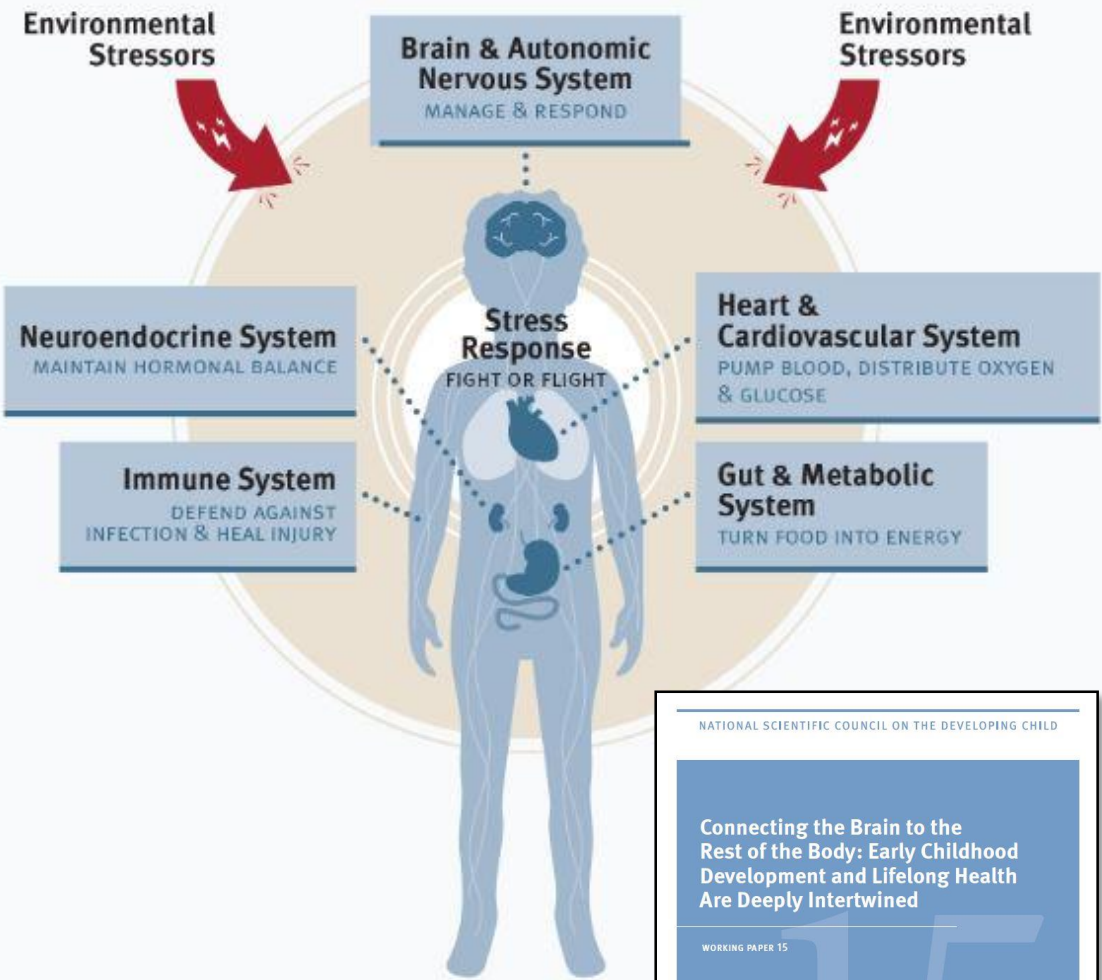 Environmental
Stressors
Brain & Autonomic
Nervous System
MANAGE & RESPOND
Environmental
Stressors
Neuroendocrine System
MAINTAIN HORMONAL BALANCE
Stress
Response
FIGHT OR FLIGHT
Heart &
Cardiovascular System
PUMP BLOOD, DISTRIBUTE OXYGEN
& GLUCOSE
Immune System
DEFEND AGAINST
INFECTION & HEAL INJURY
Gut & Metabolic
System
TURN FOOD INTO ENERGY
NATIONAL SCIENTIFIC COUNCIL ON THE DEVELOPING CHILD
Connecting the Brain to the
Rest of the Body: Early Childhood
Development and Lifelong Health
Are Deeply Intertwined
WORKING PAPER 15
15